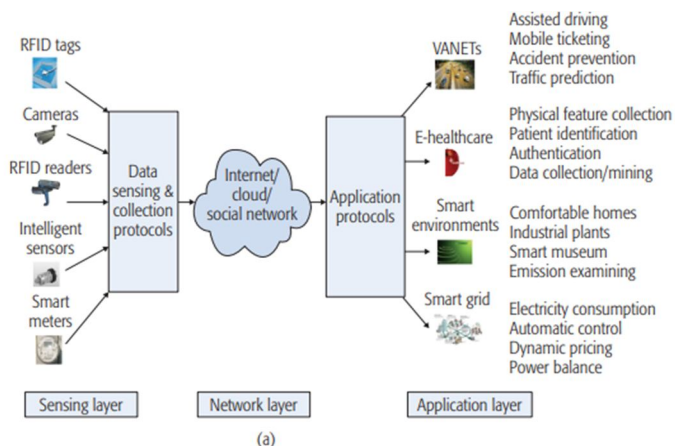 RFID tags
Cameras
RFID readers
Intelligent
sensors
Smart
meters
Data
sensing &
collection
protocols
Internet/
cloud/
social network
Application
protocols
VANETs
Assisted driving
Mobile ticketing
Accident prevention
Traffic prediction
E-healthcare
Physical feature collection
Patient identification
Authentication
Data collection/mining
Smart
environments
Comfortable homes
Industrial plants
Smart museum
Emission examining
Smart grid
Electricity consumption
Automatic control
Dynamic pricing
Power balance
Sensing layer
Network layer
Application layer
(a)